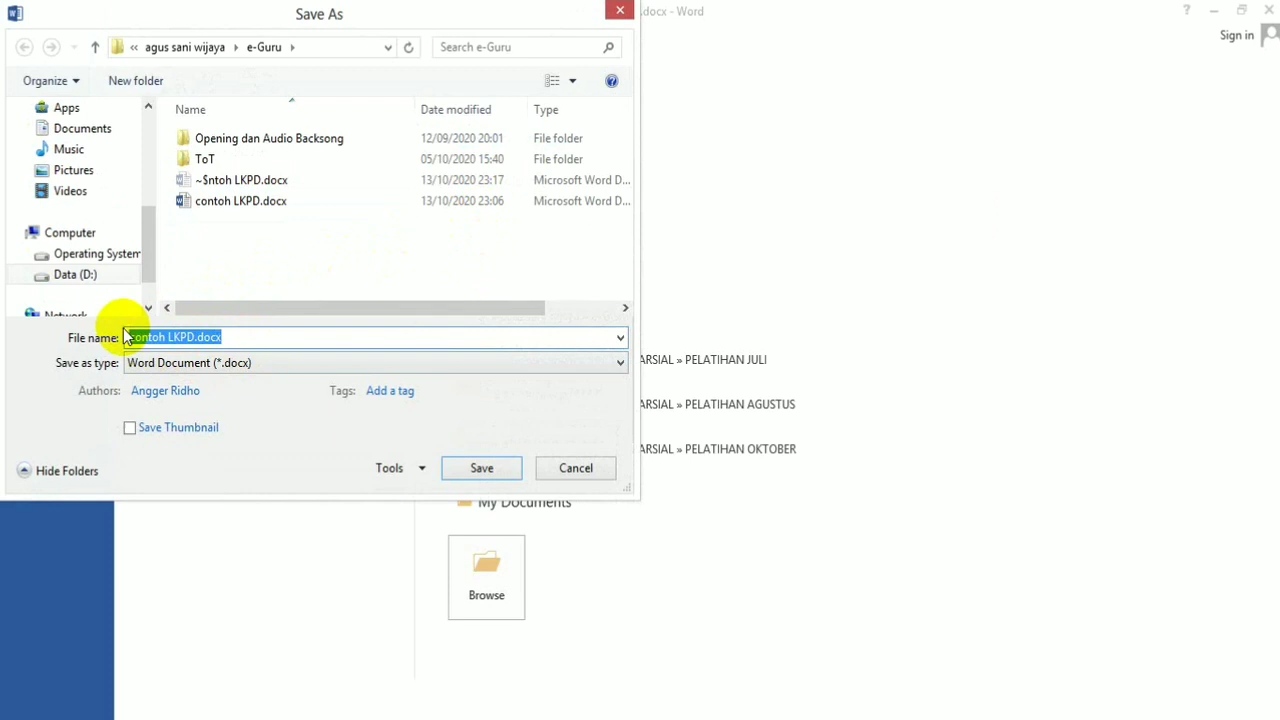 Save As
.docx - Word
Sign in
agus sani wijaya
e-Guru
Search e-Guru
Organize
New folder
Name
Date modified
Type
Apps
Documents
Music
Pictures
Videos
Computer
Operating System
Data (D:)
Network
Opening dan Audio Backsong 12/09/2020 20:01 File folder
ToT 05/10/2020 15:40 File folder
~$ntoh LKPD.docx 13/10/2020 23:17 Microsoft Word D...
contoh LKPD.docx 13/10/2020 23:06 Microsoft Word D...
File name: contoh LKPD.docx
Save as type: Word Document (*.docx)
Authors: Angger Ridho
Tags: Add a tag
Save Thumbnail
Hide Folders
Tools
Save
Cancel
ARSIAL » PELATIHAN JULI
ARSIAL » PELATIHAN AGUSTUS
ARSIAL » PELATIHAN OKTOBER
My Documents
Browse